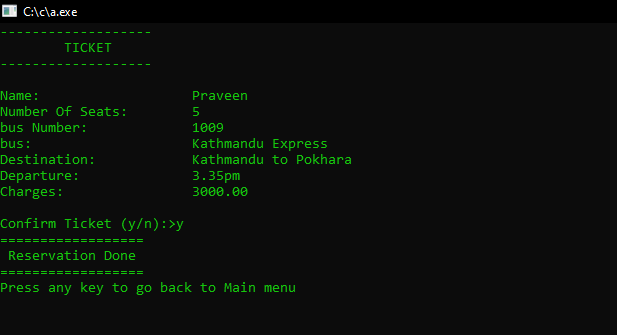 C:\c\a.exe
-------------------
TICKET
-------------------
Name: Praveen
Number Of Seats: 5
bus Number: 1009
bus: Kathmandu Express
Destination: Kathmandu to Pokhara
Departure: 3.35pm
Charges: 3000.00
Confirm Ticket (y/n):>y
==================
Reservation Done
==================
Press any key to go back to Main menu